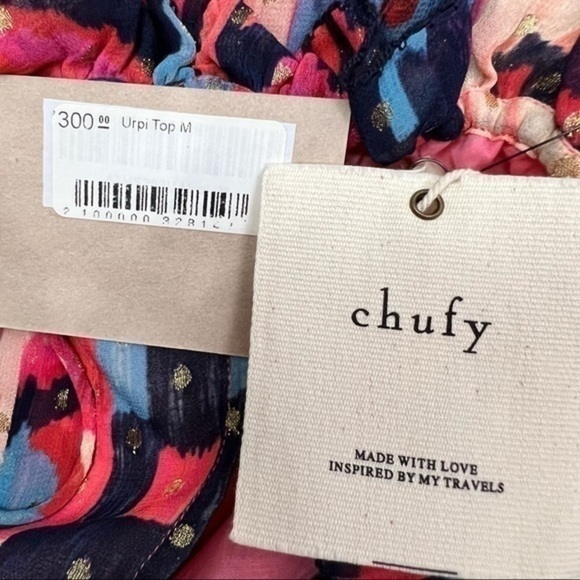 300 00 Urpi Top M
chufy
MADE WITH LOVE
INSPIRED BY MY TRAVELS